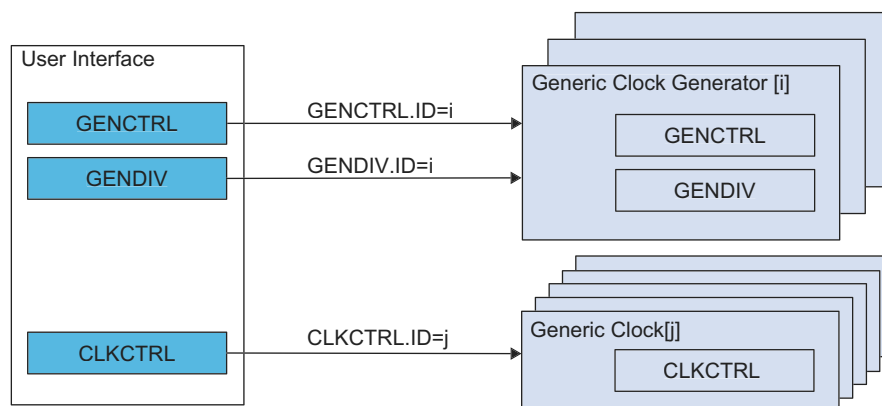 User Interface
GENCTRL
GENDIV
CLKCTRL
GENCTRL.ID=i
GENDIV.ID=i
CLKCTRL.ID=j
Generic Clock Generator [i]
GENCTRL
GENDIV
Generic Clock[j]
CLKCTRL